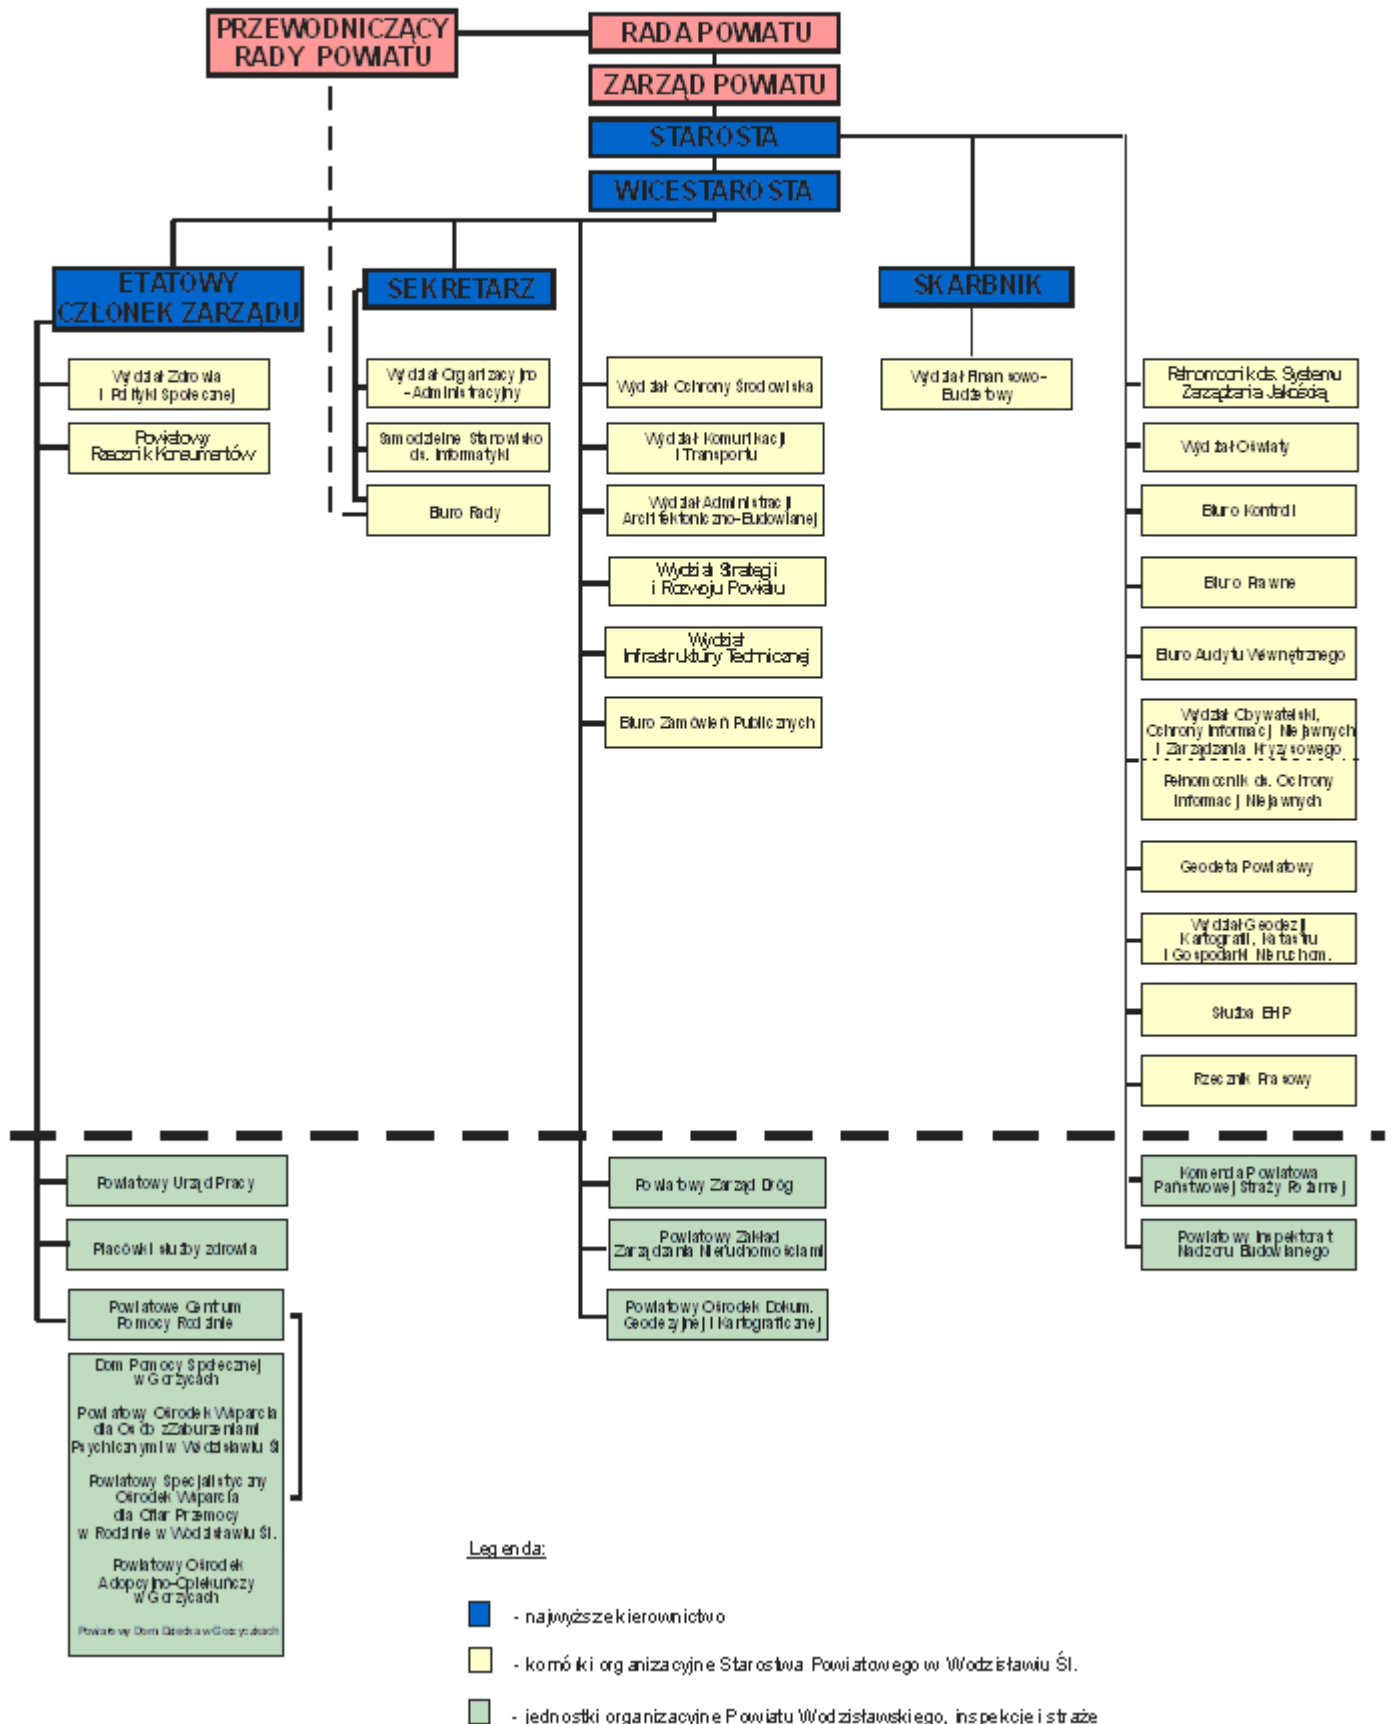 PRZEWODNICZĄCY
RADY POWIATU
RADA POWIATU
ZARZĄD POWIATU
STAROSTA
WICESTAROSTA
ETATOWY
CZŁONEK ZARZĄDU
SEKRETARZ
SKARBNIK
Wydział Zdrowia
i Polityki Społecznej
Powiatowy
Rzecznik Konsumentów
Wydział Organizacyjno
-Administracyjny
Samodzielne Stanowisko
ds. Informatyki
Biuro Rady
Wydział Ochrony Środowiska
Wydział Komunikacji
i Transportu
Wydział Administracji
Architektoniczno-Budowlanej
Wydział Strategii
i Rozwoju Powiatu
Wydział
Infrastruktury Technicznej
Biuro Zamówień Publicznych
Wydział Finansowo-
Budżetowy
Pełnomocnik ds. Systemu
Zarządzania Jakością
Wydział Oświaty
Biuro Kontroli
Biuro Prawne
Biuro Audytu Wewnętrznego
Wydział Obywatelski,
Ochrony Informacji Niejawnych
i Zarządzania Kryzysowego
Pełnomocnik ds. Ochrony
Informacji Niejawnych
Geodeta Powiatowy
Wydział Geodezji
Kartografii, Katastru
i Gospodarki Nieruchom.
Służba BHP
Rzecznik Prasowy
Powiatowy Urząd Pracy
Placówki służby zdrowia
Powiatowe Centrum
Pomocy Rodzinie
Dom Pomocy Społecznej
w Gorzycach
Powiatowy Ośrodek Wsparcia
dla Osób z Zaburzeniami
Psychicznymi w Wodzisławiu Śl
Powiatowy Specjalistyczny
Ośrodek Wsparcia
dla Ofiar Przemocy
w Rodzinie w Wodzisławiu Śl.
Powiatowy Ośrodek
Adopcyjno-Opiekuńczy
w Gorzycach
Powiatowy Dom Dziecka w Gorzyczkach
Powiatowy Zarząd Dróg
Powiatowy Zakład
Zarządzania Nieruchomościami
Powiatowy Ośrodek Dokum.
Geodezyjnej i Kartograficznej
Komenda Powiatowa
Państwowej Straży Pożarnej
Powiatowy Inspektorat
Nadzoru Budowlanego
Legenda:
- najwyższe kierownictwo
- komórki organizacyjne Starostwa Powiatowego w Wodzisławiu Śl.
- jednostki organizacyjne Powiatu Wodzisławskiego, inspekcje i straże